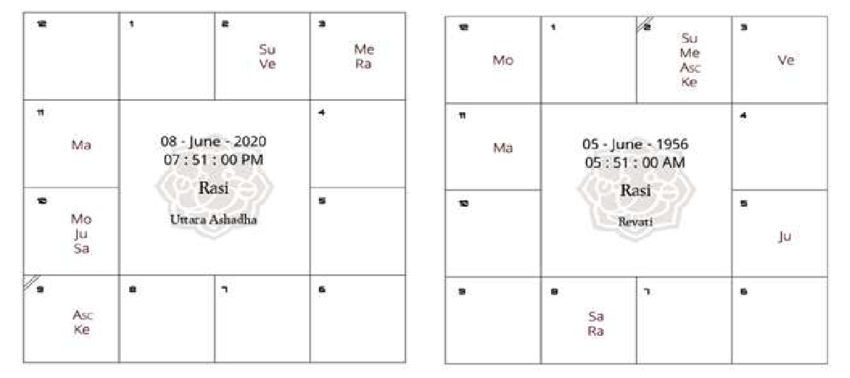 12
1
2
Su
Ve
3
Me
Ra
11
Ma
08 - June - 2020
07 : 51 : 00 PM
Rasi
Uttara Ashadha
4
10
Mo
Ju
Sa
5
9
Asc
Ke
8
7
6
12
Mo
1
2
Su
Me
Asc
Ke
3
Ve
11
Ma
05 - June - 1956
05 : 51 : 00 AM
Rasi
Revati
4
10
5
Ju
9
8
Sa
Ra
7
6